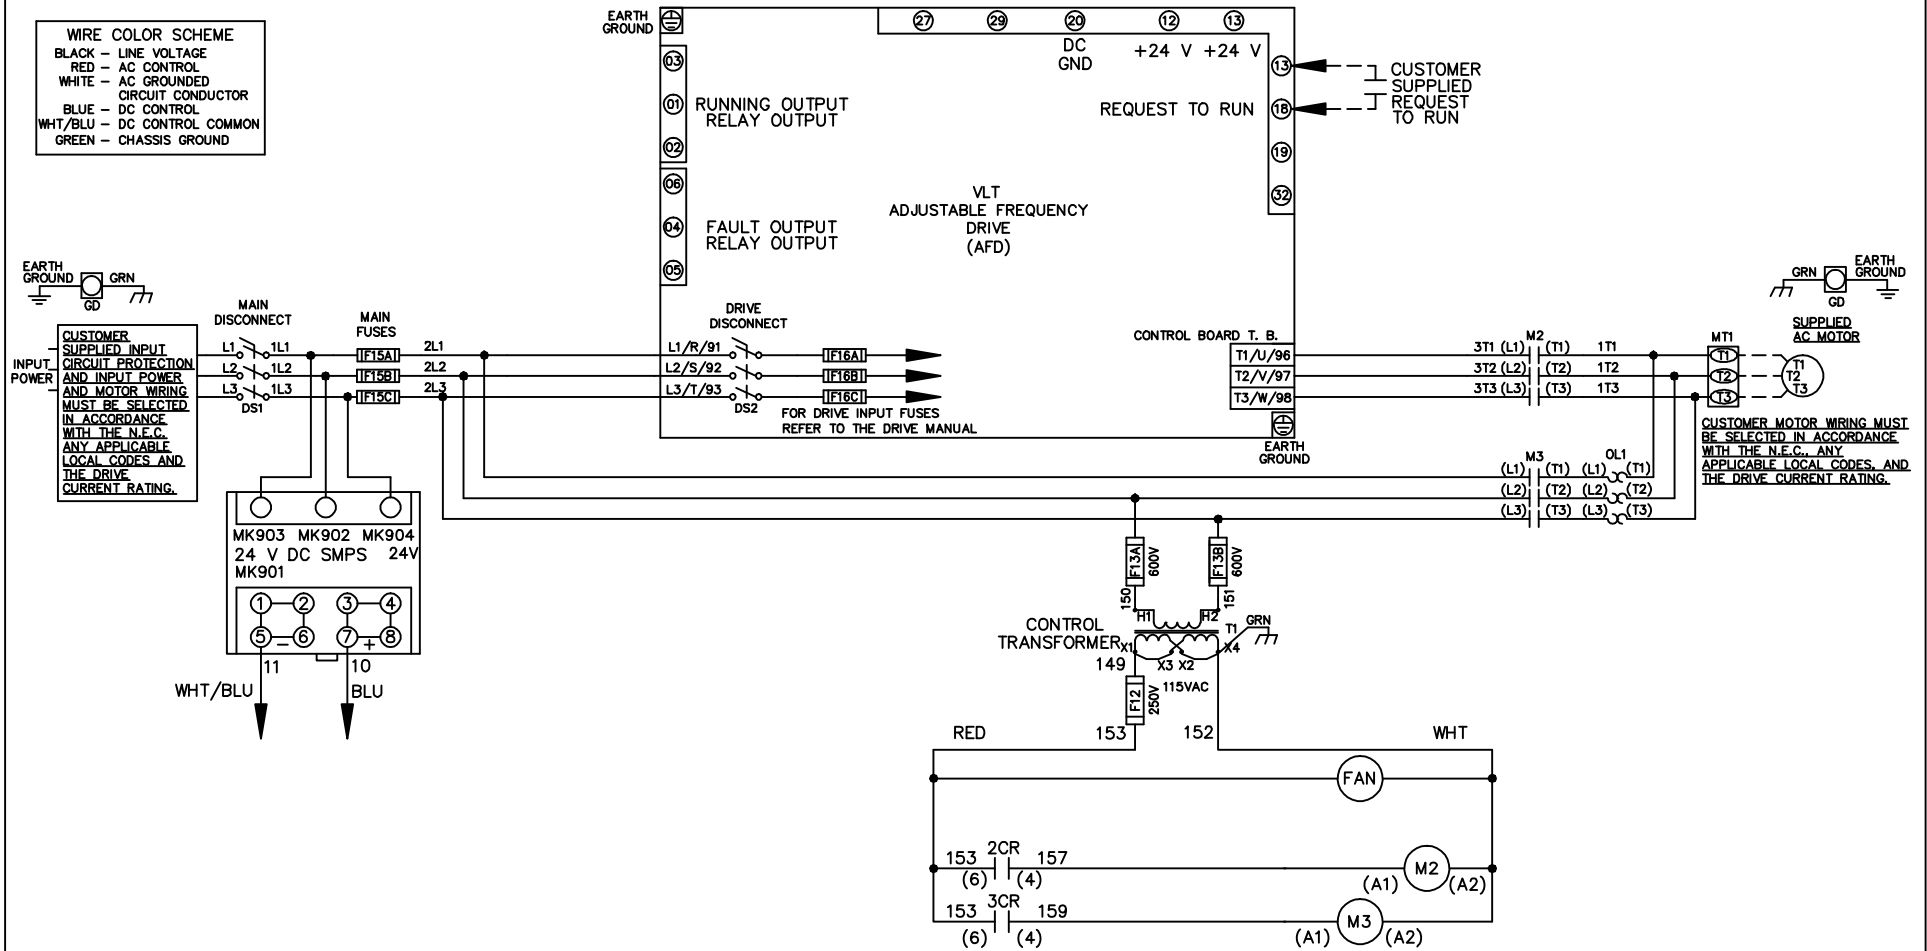 WIRE COLOR SCHEME
BLACK – LINE VOLTAGE
RED – AC CONTROL
WHITE – AC GROUNDED
CIRCUIT CONDUCTOR
BLUE – DC CONTROL
WHT/BLU – DC CONTROL COMMON
GREEN – CHASSIS GROUND
EARTH
GROUND
27 29 20 12 13
DC
GND
+24 V +24 V
03
01
02
RUNNING OUTPUT
RELAY OUTPUT
06
04
05
FAULT OUTPUT
RELAY OUTPUT
REQUEST TO RUN
13
18
19
32
CUSTOMER
SUPPLIED
REQUEST
TO RUN
VLT
ADJUSTABLE FREQUENCY
DRIVE
(AFD)
EARTH
GROUND
GRN
GD
INPUT
POWER
CUSTOMER
SUPPLIED INPUT
CIRCUIT PROTECTION
AND INPUT POWER
AND MOTOR WIRING
MUST BE SELECTED
IN ACCORDANCE
WITH THE N.E.C.
ANY APPLICABLE
LOCAL CODES AND
THE DRIVE
CURRENT RATING.
MAIN
DISCONNECT
L1 1L1
L2 1L2
L3 1L3
DS1
MAIN
FUSES
F15A 2L1
F15B 2L2
F15C 2L3
DRIVE
DISCONNECT
L1/R/91
L2/S/92
L3/T/93
DS2
F16A
F16B
F16C
FOR DRIVE INPUT FUSES
REFER TO THE DRIVE MANUAL
CONTROL BOARD T. B.
T1/U/96
T2/V/97
T3/W/98
EARTH
GROUND
M2
3T1 (L1) (T1) 1T1
3T2 (L2) (T2) 1T2
3T3 (L3) (T3) 1T3
MT1
T1
T2
T3
GRN
EARTH
GROUND
GD
SUPPLIED
AC MOTOR
T1
T2
T3
CUSTOMER MOTOR WIRING MUST
BE SELECTED IN ACCORDANCE
WITH THE N.E.C., ANY
APPLICABLE LOCAL CODES, AND
THE DRIVE CURRENT RATING.
M3 OL1
(L1) (T1) (L1) (T1)
(L2) (T2) (L2) (T2)
(L3) (T3) (L3) (T3)
MK903 MK902 MK904
24 V DC SMPS 24V
MK901
1 2 3 4
5 – 6 7 + 8
11 10
WHT/BLU BLU
F13A
600V
F13B
600V
150
151
H1 H2
CONTROL
TRANSFORMER
T1
GRN
X1 X3 X2 X4
149
115VAC
F12
250V
153 152
RED WHT
FAN
153 2CR 157
(6) (4)
M2
(A1) (A2)
153 3CR 159
(6) (4)
M3
(A1) (A2)